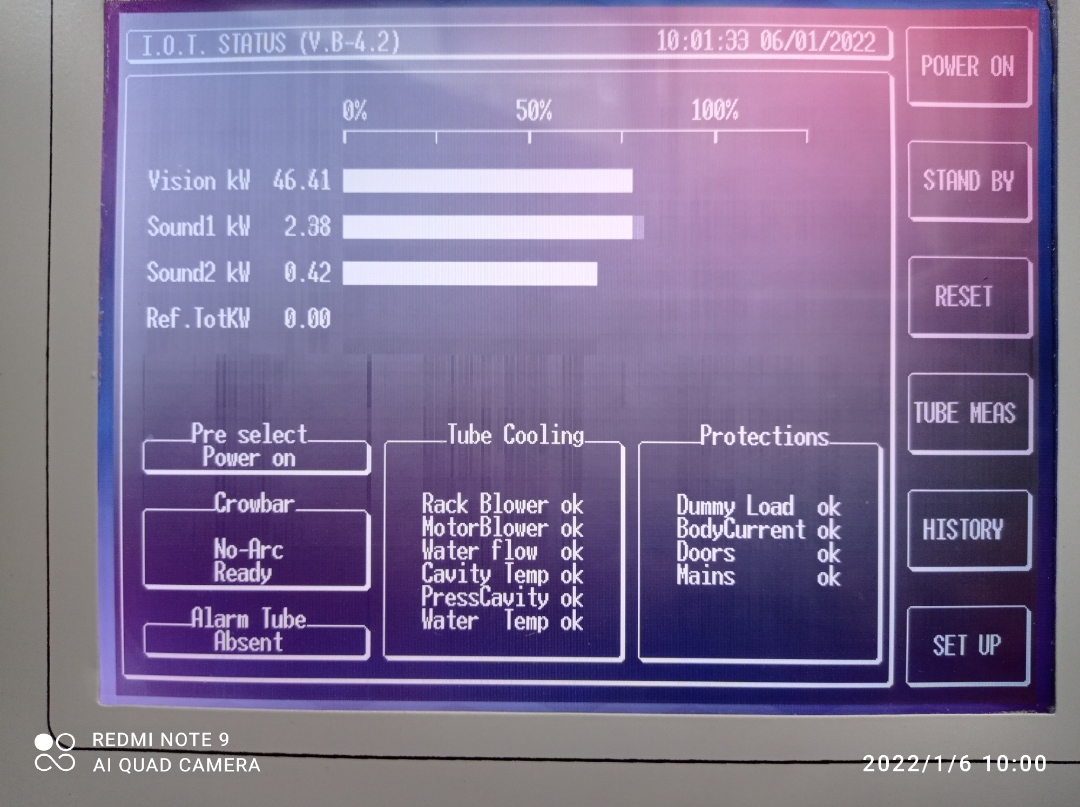 I.O.T. STATUS (V.B-4.2) 10:01:33 06/01/2022
0% 50% 100%
Vision kW 46.41
Sound1 kW 2.38
Sound2 kW 0.42
Ref.TotKW 0.00
Pre select
Power on
Crowbar
No-Arc
Ready
Alarm Tube
Absent
Tube Cooling
Rack Blower ok
MotorBlower ok
Water flow ok
Cavity Temp ok
PressCavity ok
Water Temp ok
Protections
Dummy Load ok
BodyCurrent ok
Doors ok
Mains ok
POWER ON
STAND BY
RESET
TUBE MEAS
HISTORY
SET UP
REDMI NOTE 9
AI QUAD CAMERA
2022/1/6 10:00